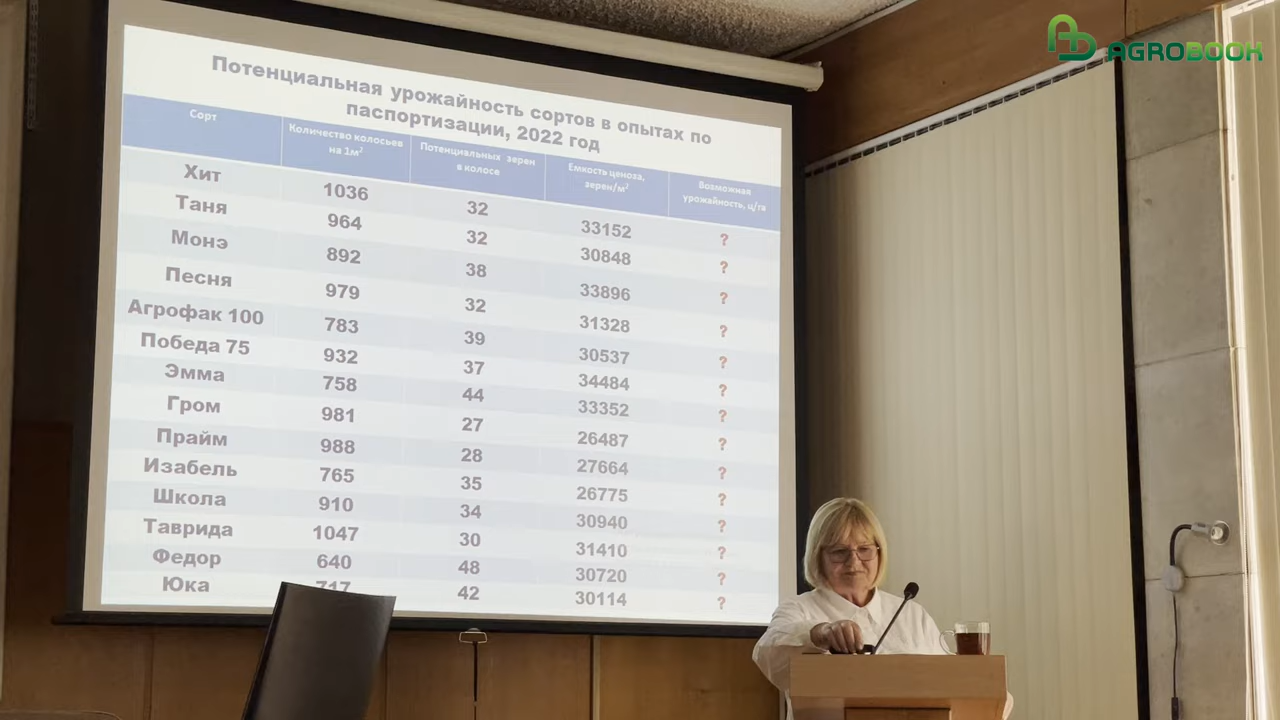 AGROBOOK
Потенциальная урожайность сортов в опытах по
паспортизации, 2022 год
Сорт Количество колосьев на 1м² Потенциальных зерен в колосе Емкость ценоза, зерен/м² Возможная урожайность, ц/га
Хит 1036 32 33152 ?
Таня 964 32 30848 ?
Монэ 892 38 33896 ?
Песня 979 32 31328 ?
Агрофак 100 783 39 30537 ?
Победа 75 932 37 34484 ?
Эмма 758 44 33352 ?
Гром 981 27 26487 ?
Прайм 988 28 27664 ?
Изабель 765 35 26775 ?
Школа 910 34 30940 ?
Таврида 1047 30 31410 ?
Федор 640 48 30720 ?
Юка 717 42 30114 ?